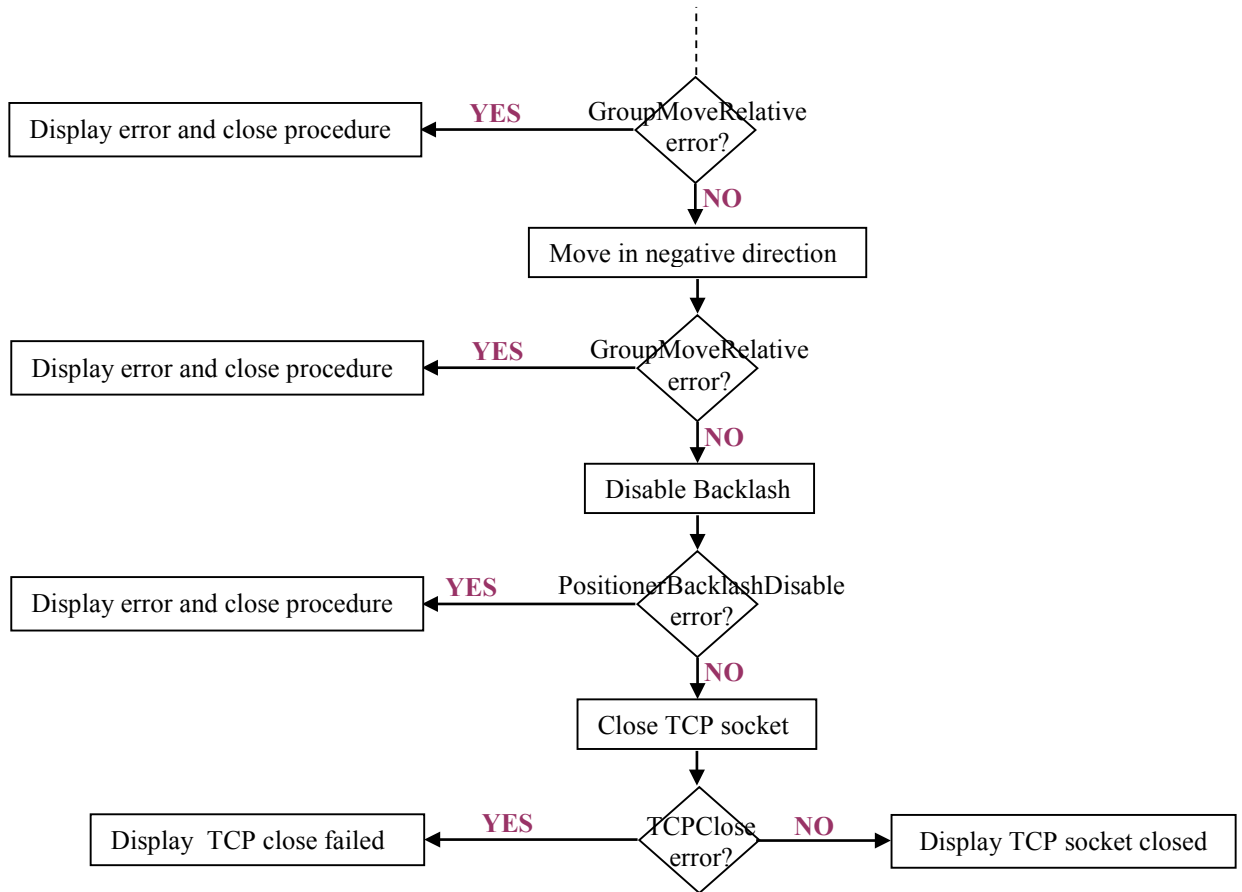 GroupMoveRelative
error?
YES
Display error and close procedure
NO
Move in negative direction
GroupMoveRelative
error?
YES
Display error and close procedure
NO
Disable Backlash
PositionerBacklashDisable
error?
YES
Display error and close procedure
NO
Close TCP socket
TCPClose
error?
YES
Display TCP close failed
NO
Display TCP socket closed